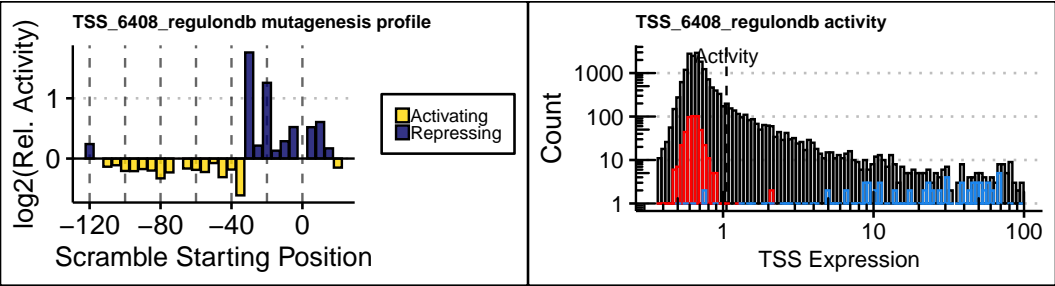 TSS_6408_regulondb mutagenesis profile
log2(Rel. Activity)
1
0
−120
−80
−40
0
Scramble Starting Position
Activating
Repressing
TSS_6408_regulondb activity
Activity
Count
1000
100
10
1
1
10
100
TSS Expression